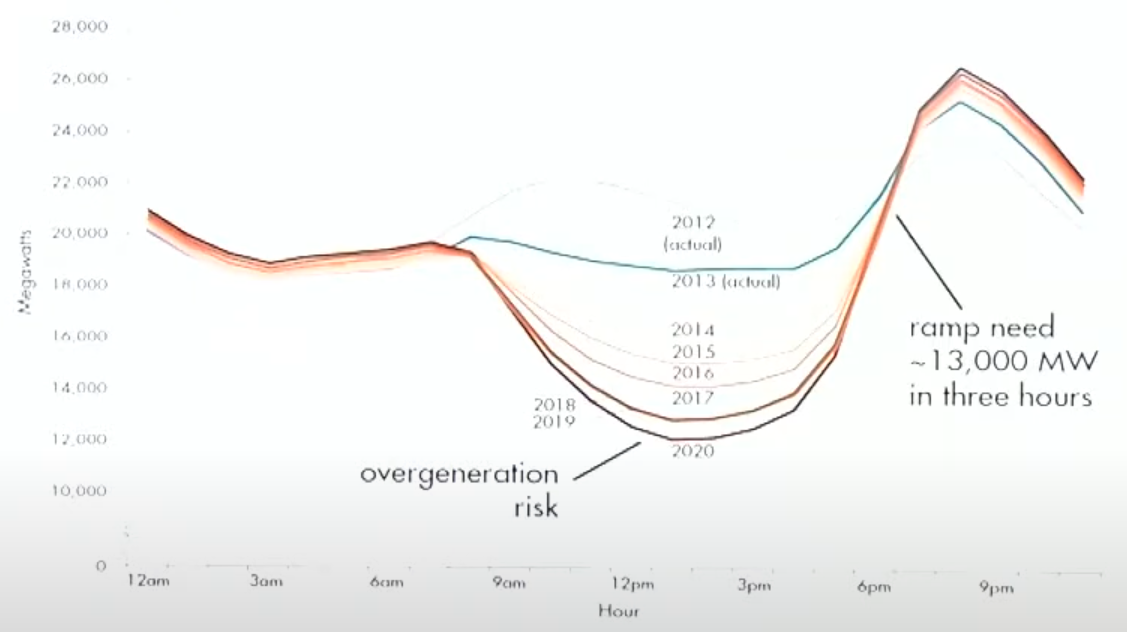 28,000
26,000
24,000
22,000
20,000
18,000
16,000
14,000
12,000
10,000
0
Megawatts
2012
(actual)
2013 (actual)
2014
2015
2016
2017
2018
2019
2020
overgeneration
risk
ramp need
~13,000 MW
in three hours
12am
3am
6am
9am
12pm
3pm
6pm
9pm
Hour